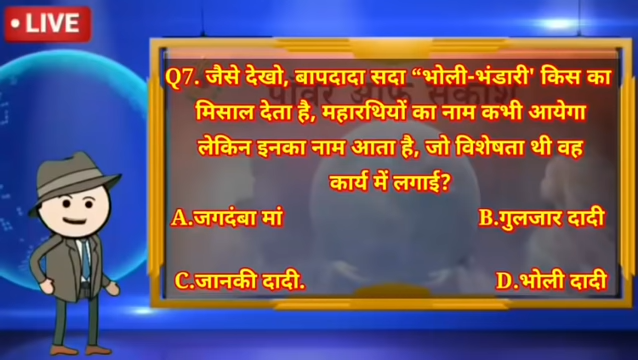 • LIVE
Q7. जैसे देखो, बापदादा सदा “भोली-भंडारी' किस का
मिसाल देता है, महारथियों का नाम कभी आयेगा
लेकिन इनका नाम आता है, जो विशेषता थी वह
कार्य में लगाई?
A.जगदंबा मां
B.गुलजार दादी
C.जानकी दादी.
D.भोली दादी